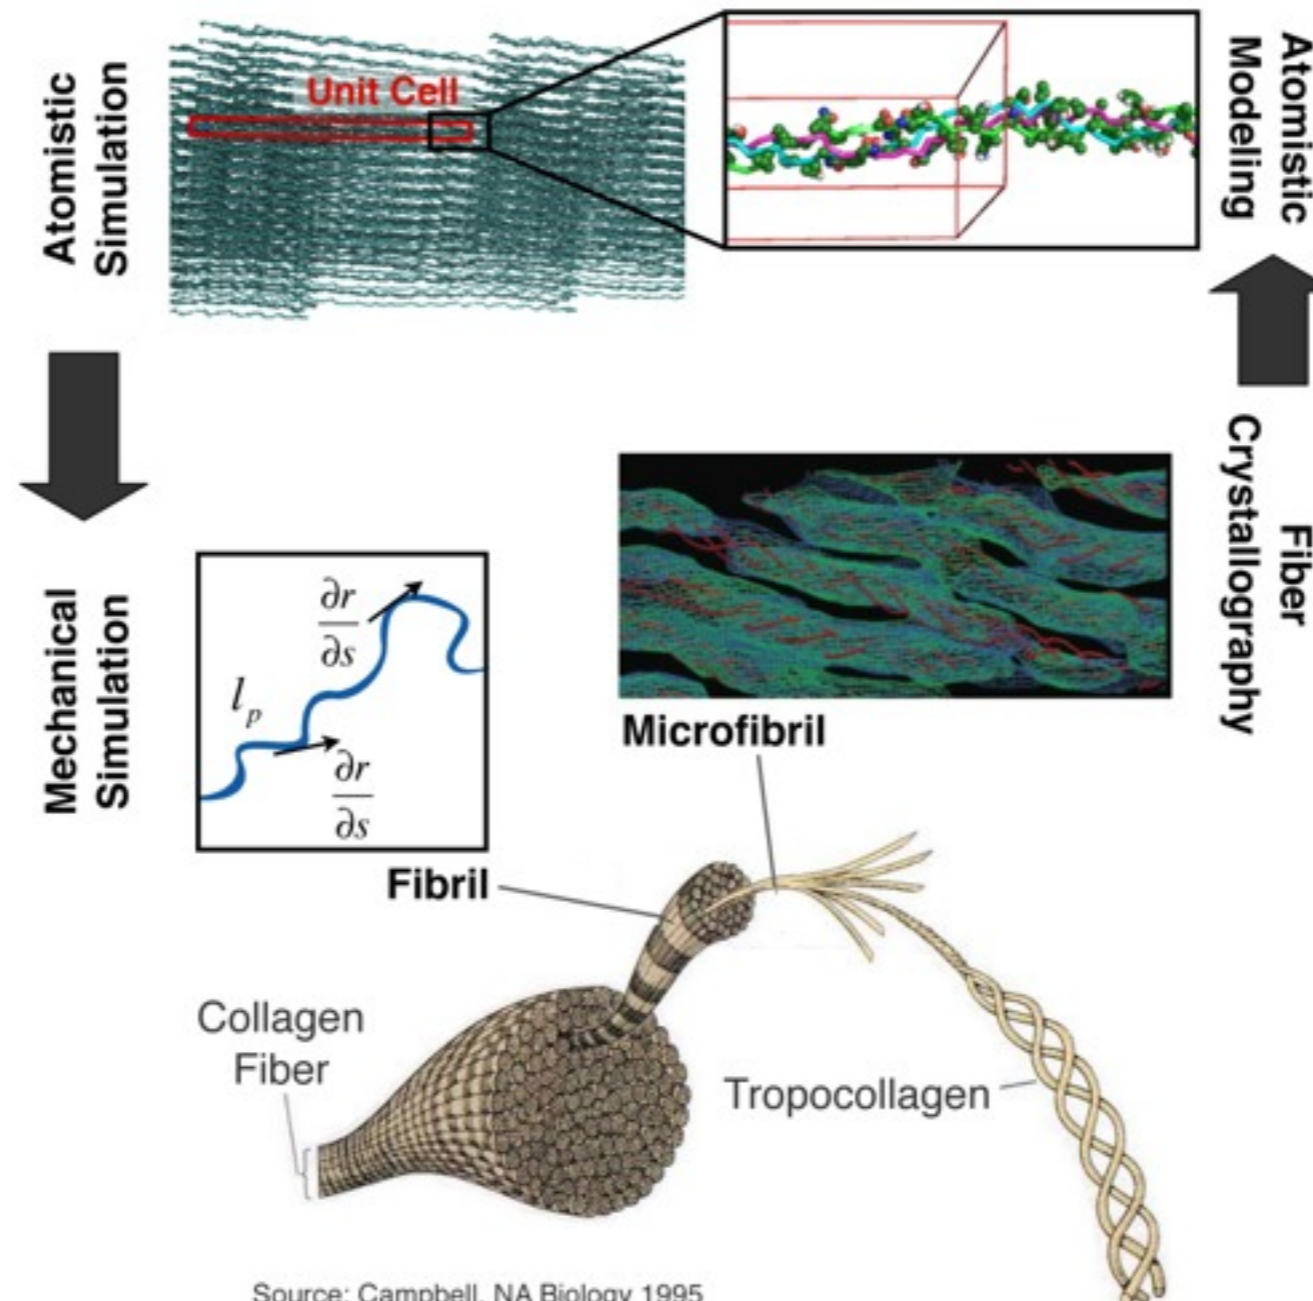 Atomistic
Simulation
Unit Cell
Atomistic
Modeling
Fiber
Crystallography
Mechanical
Simulation
∂r
∂s
l_p
∂r
∂s
Microfibril
Fibril
Collagen
Fiber
Tropocollagen
Source: Campbell, NA Biology 1995